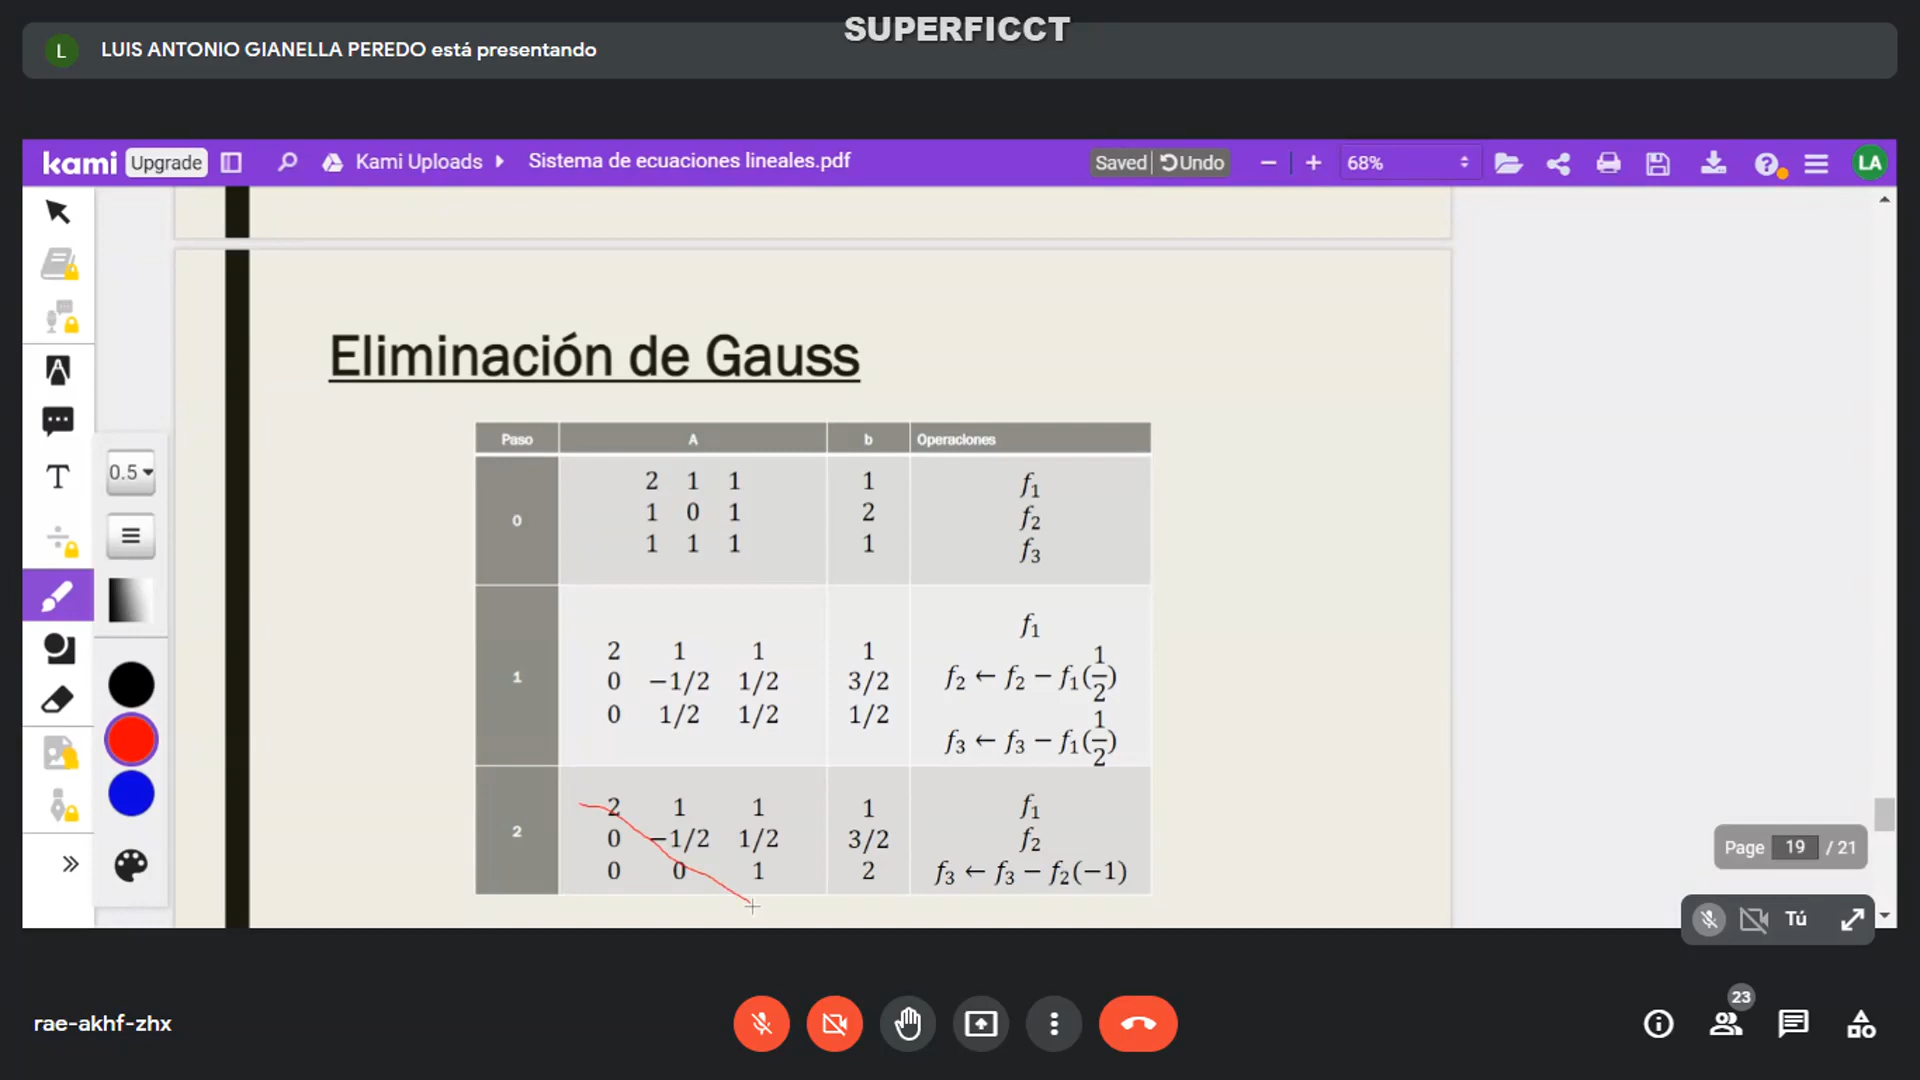 SUPERFICCT
L LUIS ANTONIO GIANELLA PEREDO está presentando
kami Upgrade Kami Uploads Sistema de ecuaciones lineales.pdf Saved Undo − + 68% LA
Eliminación de Gauss
Paso A b Operaciones
0
2 1 1 1 f₁
1 0 1 2 f₂
1 1 1 1 f₃
1
f₁
2 1 1 1
0 −1/2 1/2 3/2 f₂ ← f₂ − f₁(1/2)
0 1/2 1/2 1/2 f₃ ← f₃ − f₁(1/2)
2
2 1 1 1 f₁
0 −1/2 1/2 3/2 f₂
0 0 1 2 f₃ ← f₃ − f₂(−1)
T
0.5
Page 19 / 21
Tú
rae-akhf-zhx
23